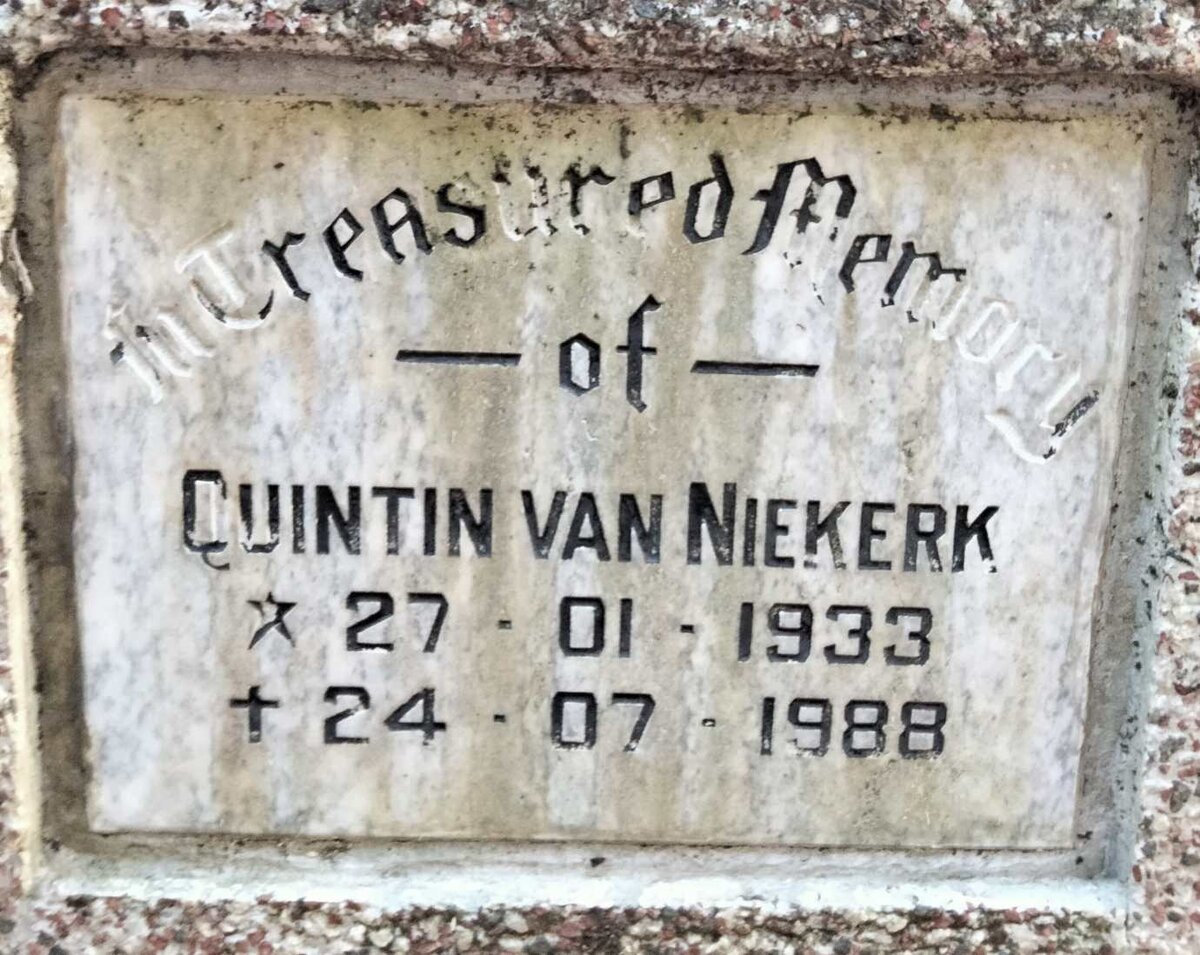 In Treasured Memory
— of —
QUINTIN VAN NIEKERK
☆ 27 - 01 - 1933
✝ 24 - 07 - 1988